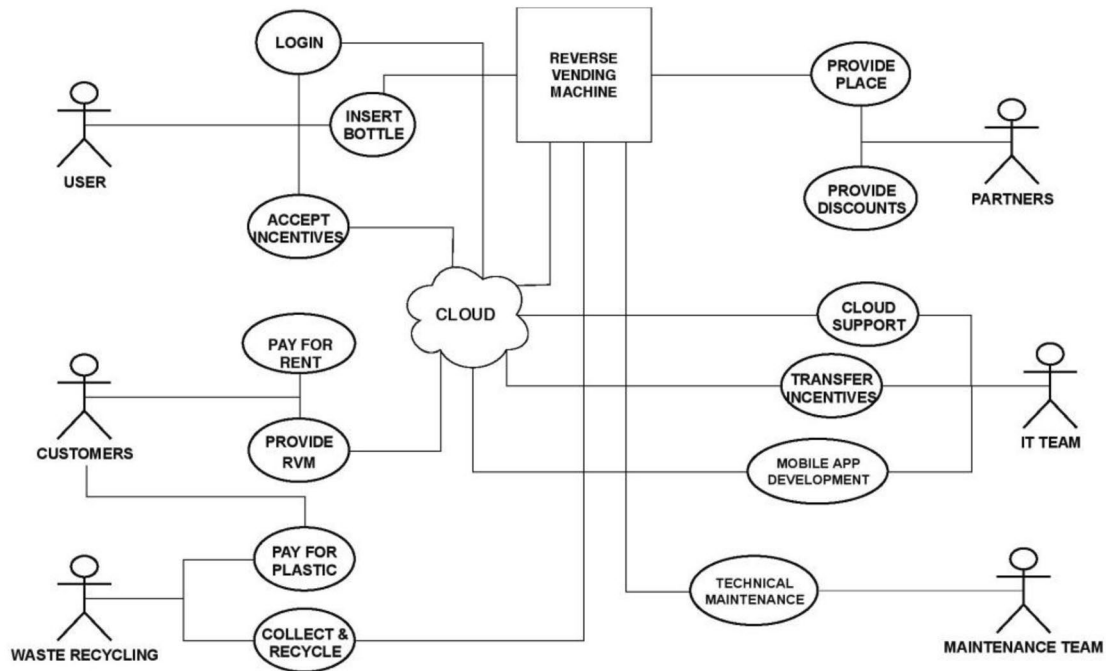 LOGIN
REVERSE
VENDING
MACHINE
PROVIDE
PLACE
INSERT
BOTTLE
USER
PARTNERS
ACCEPT
INCENTIVES
PROVIDE
DISCOUNTS
CLOUD
CLOUD
SUPPORT
PAY FOR
RENT
TRANSFER
INCENTIVES
CUSTOMERS
PROVIDE
RVM
IT TEAM
MOBILE APP
DEVELOPMENT
PAY FOR
PLASTIC
TECHNICAL
MAINTENANCE
WASTE RECYCLING
COLLECT &
RECYCLE
MAINTENANCE TEAM